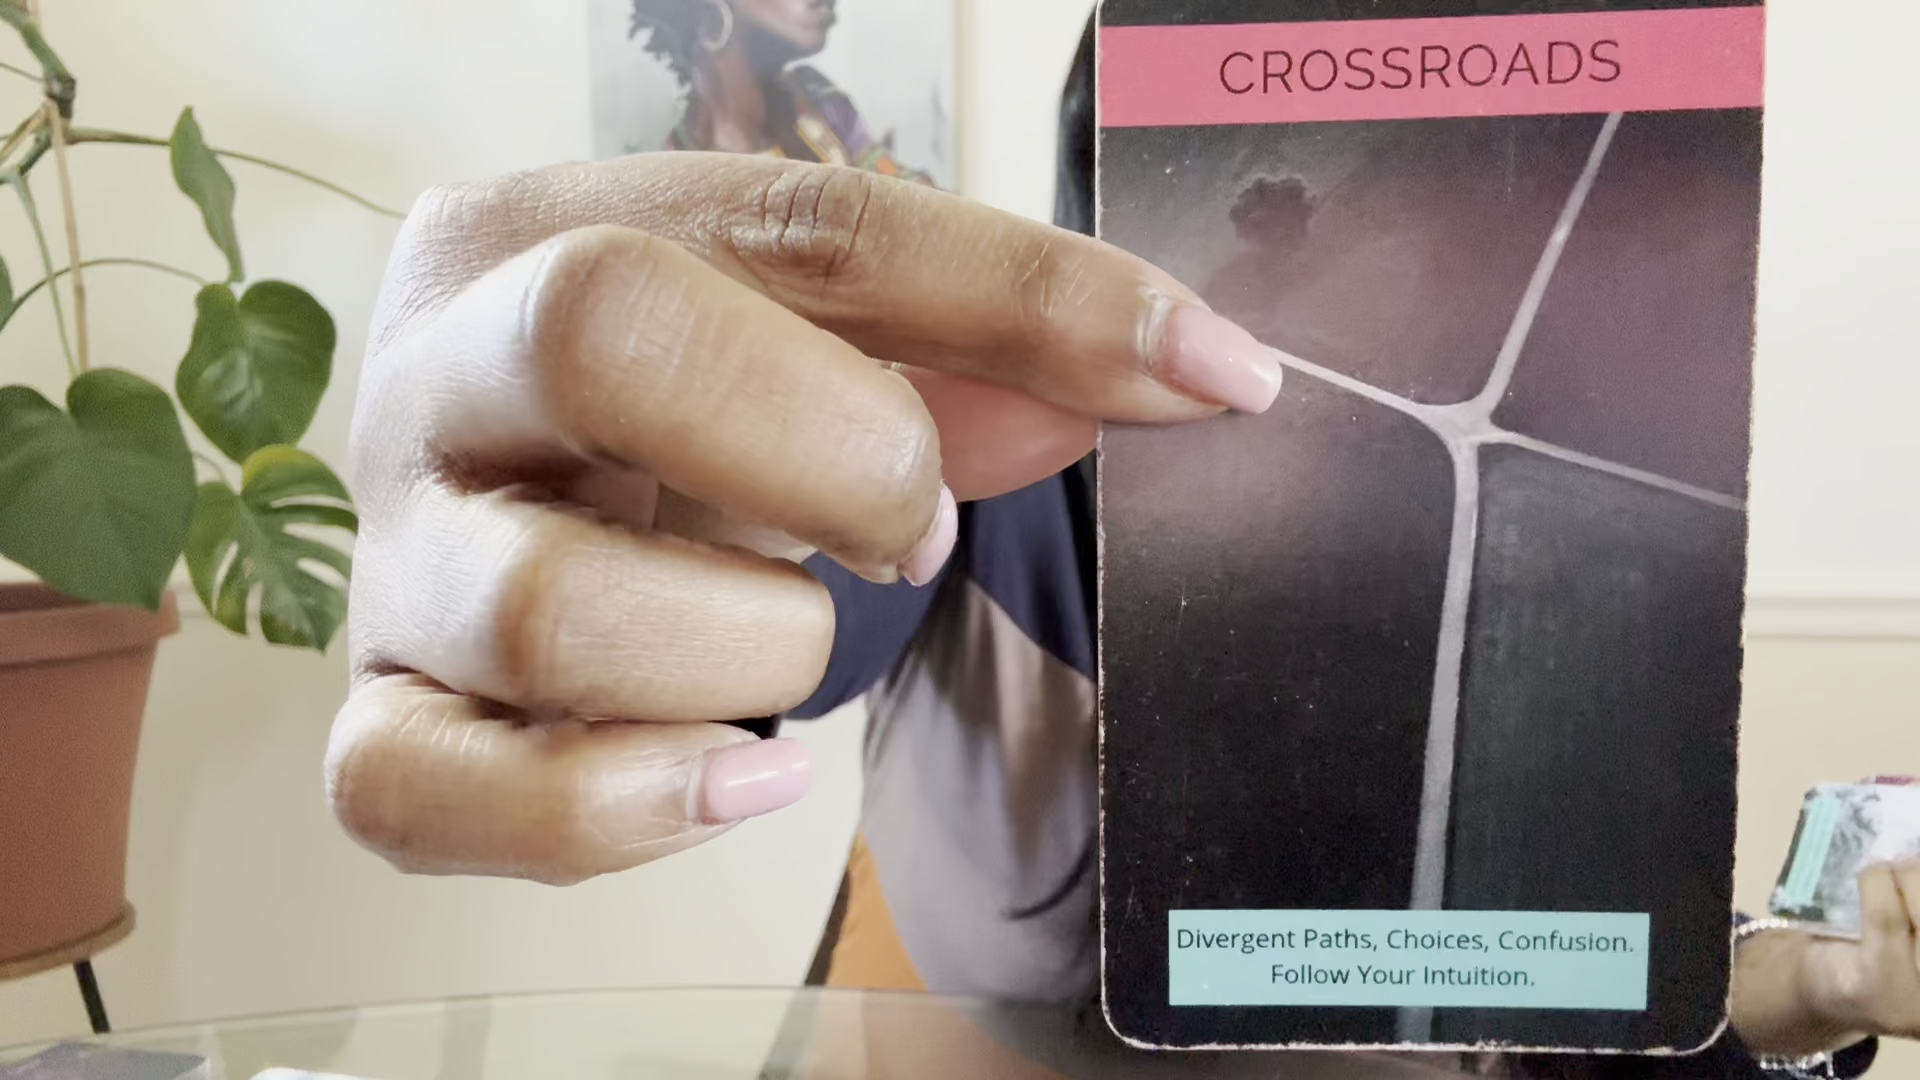 CROSSROADS
Divergent Paths, Choices, Confusion.
Follow Your Intuition.